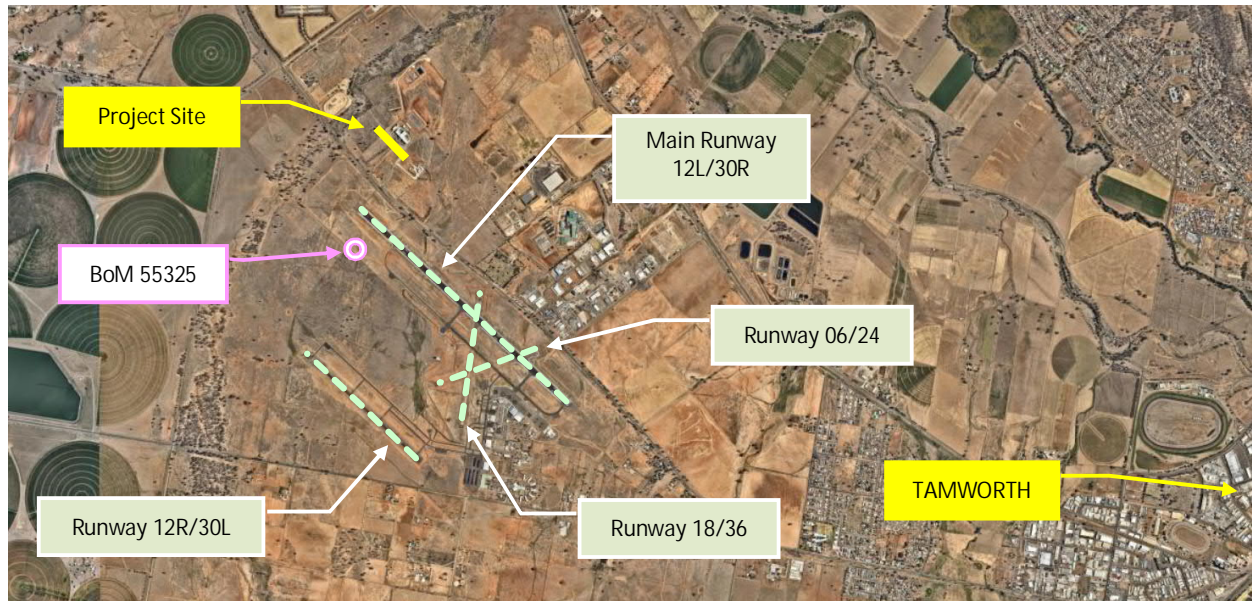 Project Site
Main Runway
12L/30R
BoM 55325
Runway 06/24
TAMWORTH
Runway 12R/30L
Runway 18/36